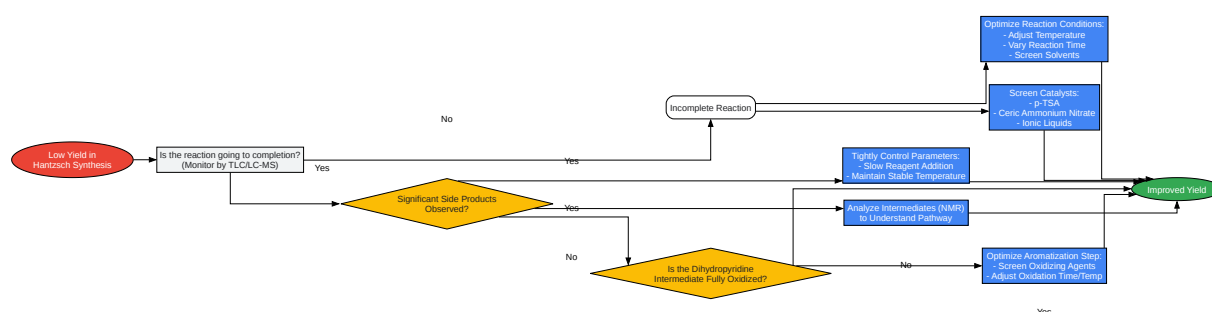 Low Yield in
Hantzsch Synthesis
Is the reaction going to completion?
(Monitor by TLC/LC-MS)
No
Yes
Incomplete Reaction
Yes
Optimize Reaction Conditions:
- Adjust Temperature
- Vary Reaction Time
- Screen Solvents
Screen Catalysts:
- p-TSA
- Ceric Ammonium Nitrate
- Ionic Liquids
Significant Side Products
Observed?
Yes
No
Tightly Control Parameters:
- Slow Reagent Addition
- Maintain Stable Temperature
Analyze Intermediates (NMR)
to Understand Pathway
Is the Dihydropyridine
Intermediate Fully Oxidized?
No
Optimize Aromatization Step:
- Screen Oxidizing Agents
- Adjust Oxidation Time/Temp
Improved Yield
Yes